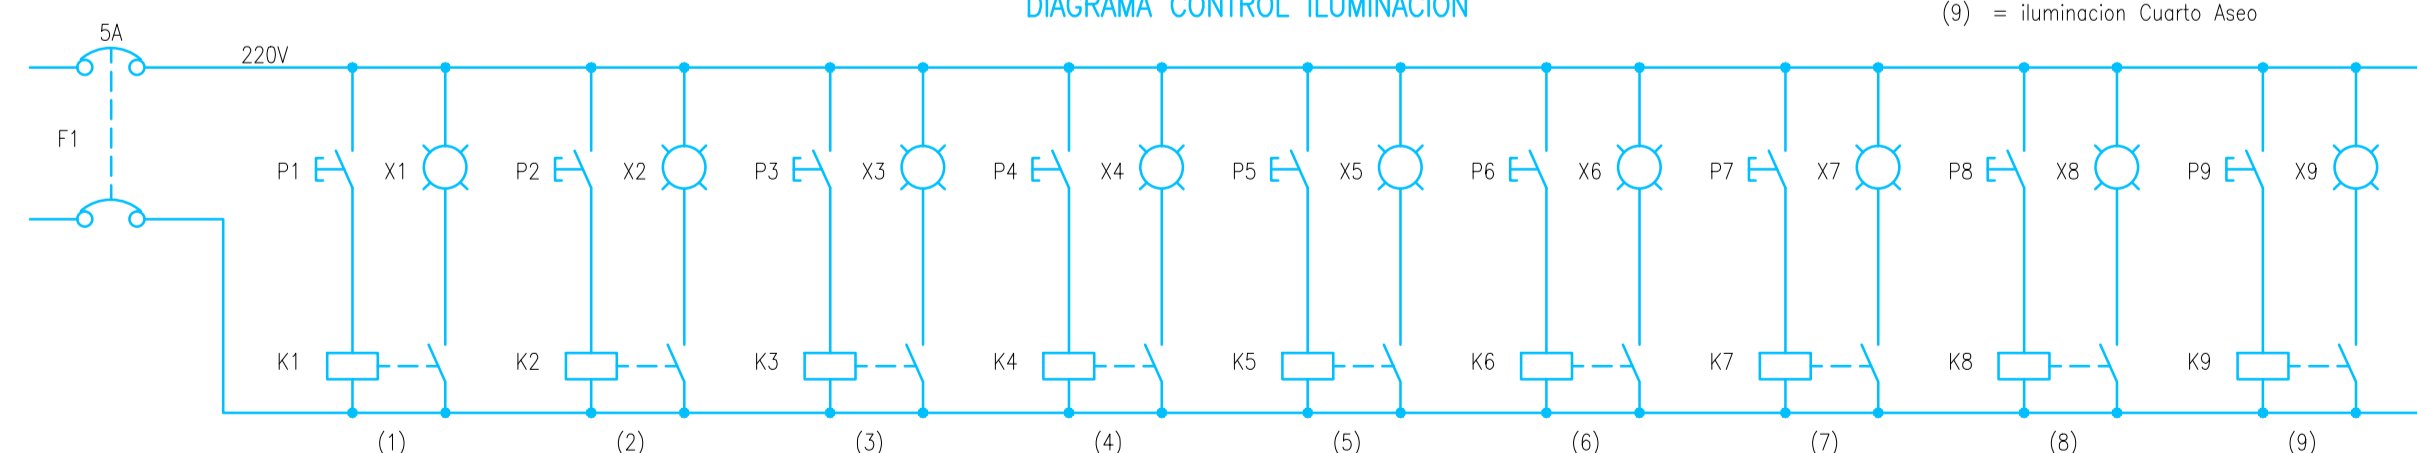 DIAGRAMA CONTROL ILUMINACION
(9) = iluminacion Cuarto Aseo
5A
220V
F1
P1 X1 P2 X2 P3 X3 P4 X4 P5 X5 P6 X6 P7 X7 P8 X8 P9 X9
K1 K2 K3 K4 K5 K6 K7 K8 K9
(1) (2) (3) (4) (5) (6) (7) (8) (9)